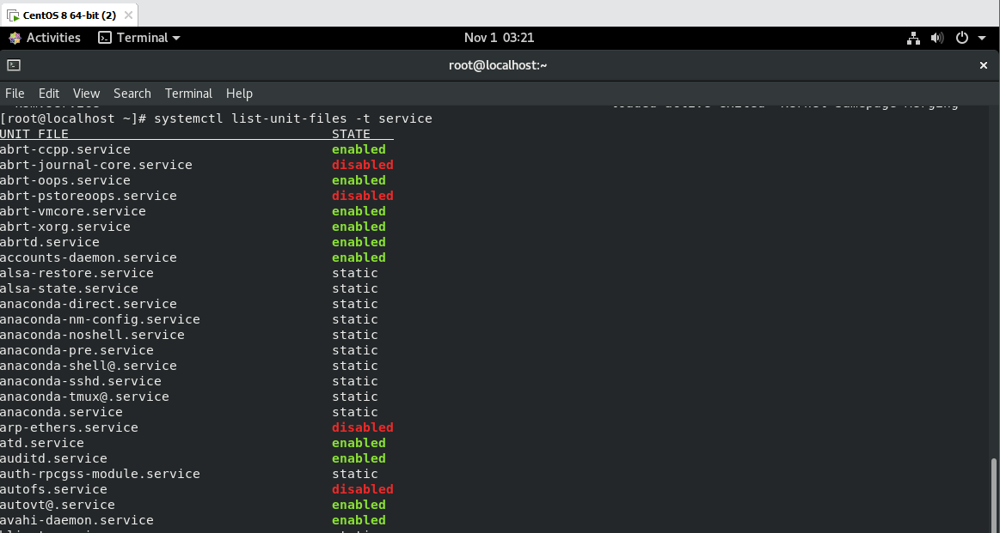 CentOS 8 64-bit (2)
Activities Terminal Nov 1 03:21
root@localhost:~
File Edit View Search Terminal Help
[root@localhost ~]# systemctl list-unit-files -t service
UNIT FILE STATE
abrt-ccpp.service enabled
abrt-journal-core.service disabled
abrt-oops.service enabled
abrt-pstoreoops.service disabled
abrt-vmcore.service enabled
abrt-xorg.service enabled
abrtd.service enabled
accounts-daemon.service enabled
alsa-restore.service static
alsa-state.service static
anaconda-direct.service static
anaconda-nm-config.service static
anaconda-noshell.service static
anaconda-pre.service static
anaconda-shell@.service static
anaconda-sshd.service static
anaconda-tmux@.service static
anaconda.service static
arp-ethers.service disabled
atd.service enabled
auditd.service enabled
auth-rpcgss-module.service static
autofs.service disabled
autovt@.service enabled
avahi-daemon.service enabled